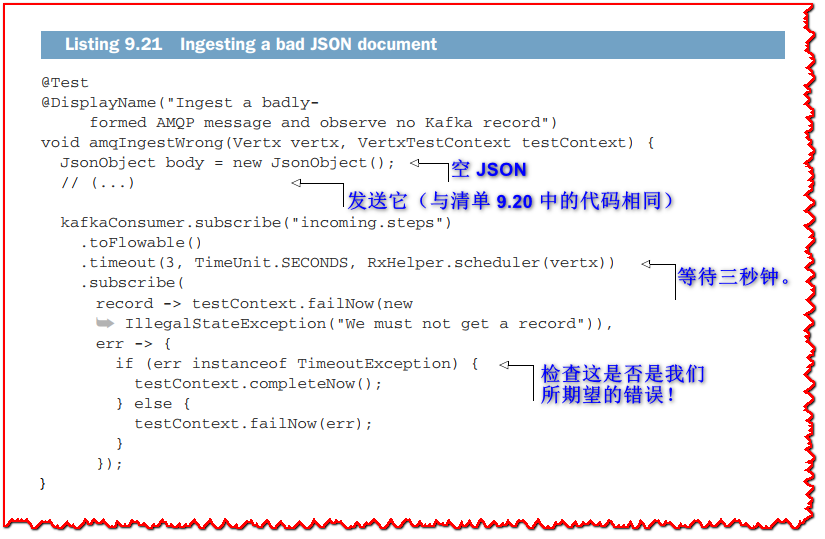 Listing 9.21 Ingesting a bad JSON document
@Test
@DisplayName("Ingest a badly-
formed AMQP message and observe no Kafka record")
void amqIngestWrong(Vertx vertx, VertxTestContext testContext) {
JsonObject body = new JsonObject();
空 JSON
// (...)
发送它（与清单 9.20 中的代码相同）
kafkaConsumer.subscribe("incoming.steps")
.toFlowable()
.timeout(3, TimeUnit.SECONDS, RxHelper.scheduler(vertx))
等待三秒钟。
.subscribe(
record -> testContext.failNow(new
➥ IllegalStateException("We must not get a record")),
err -> {
if (err instanceof TimeoutException) {
检查这是否是我们
所期望的错误！
testContext.completeNow();
} else {
testContext.failNow(err);
}
});
}